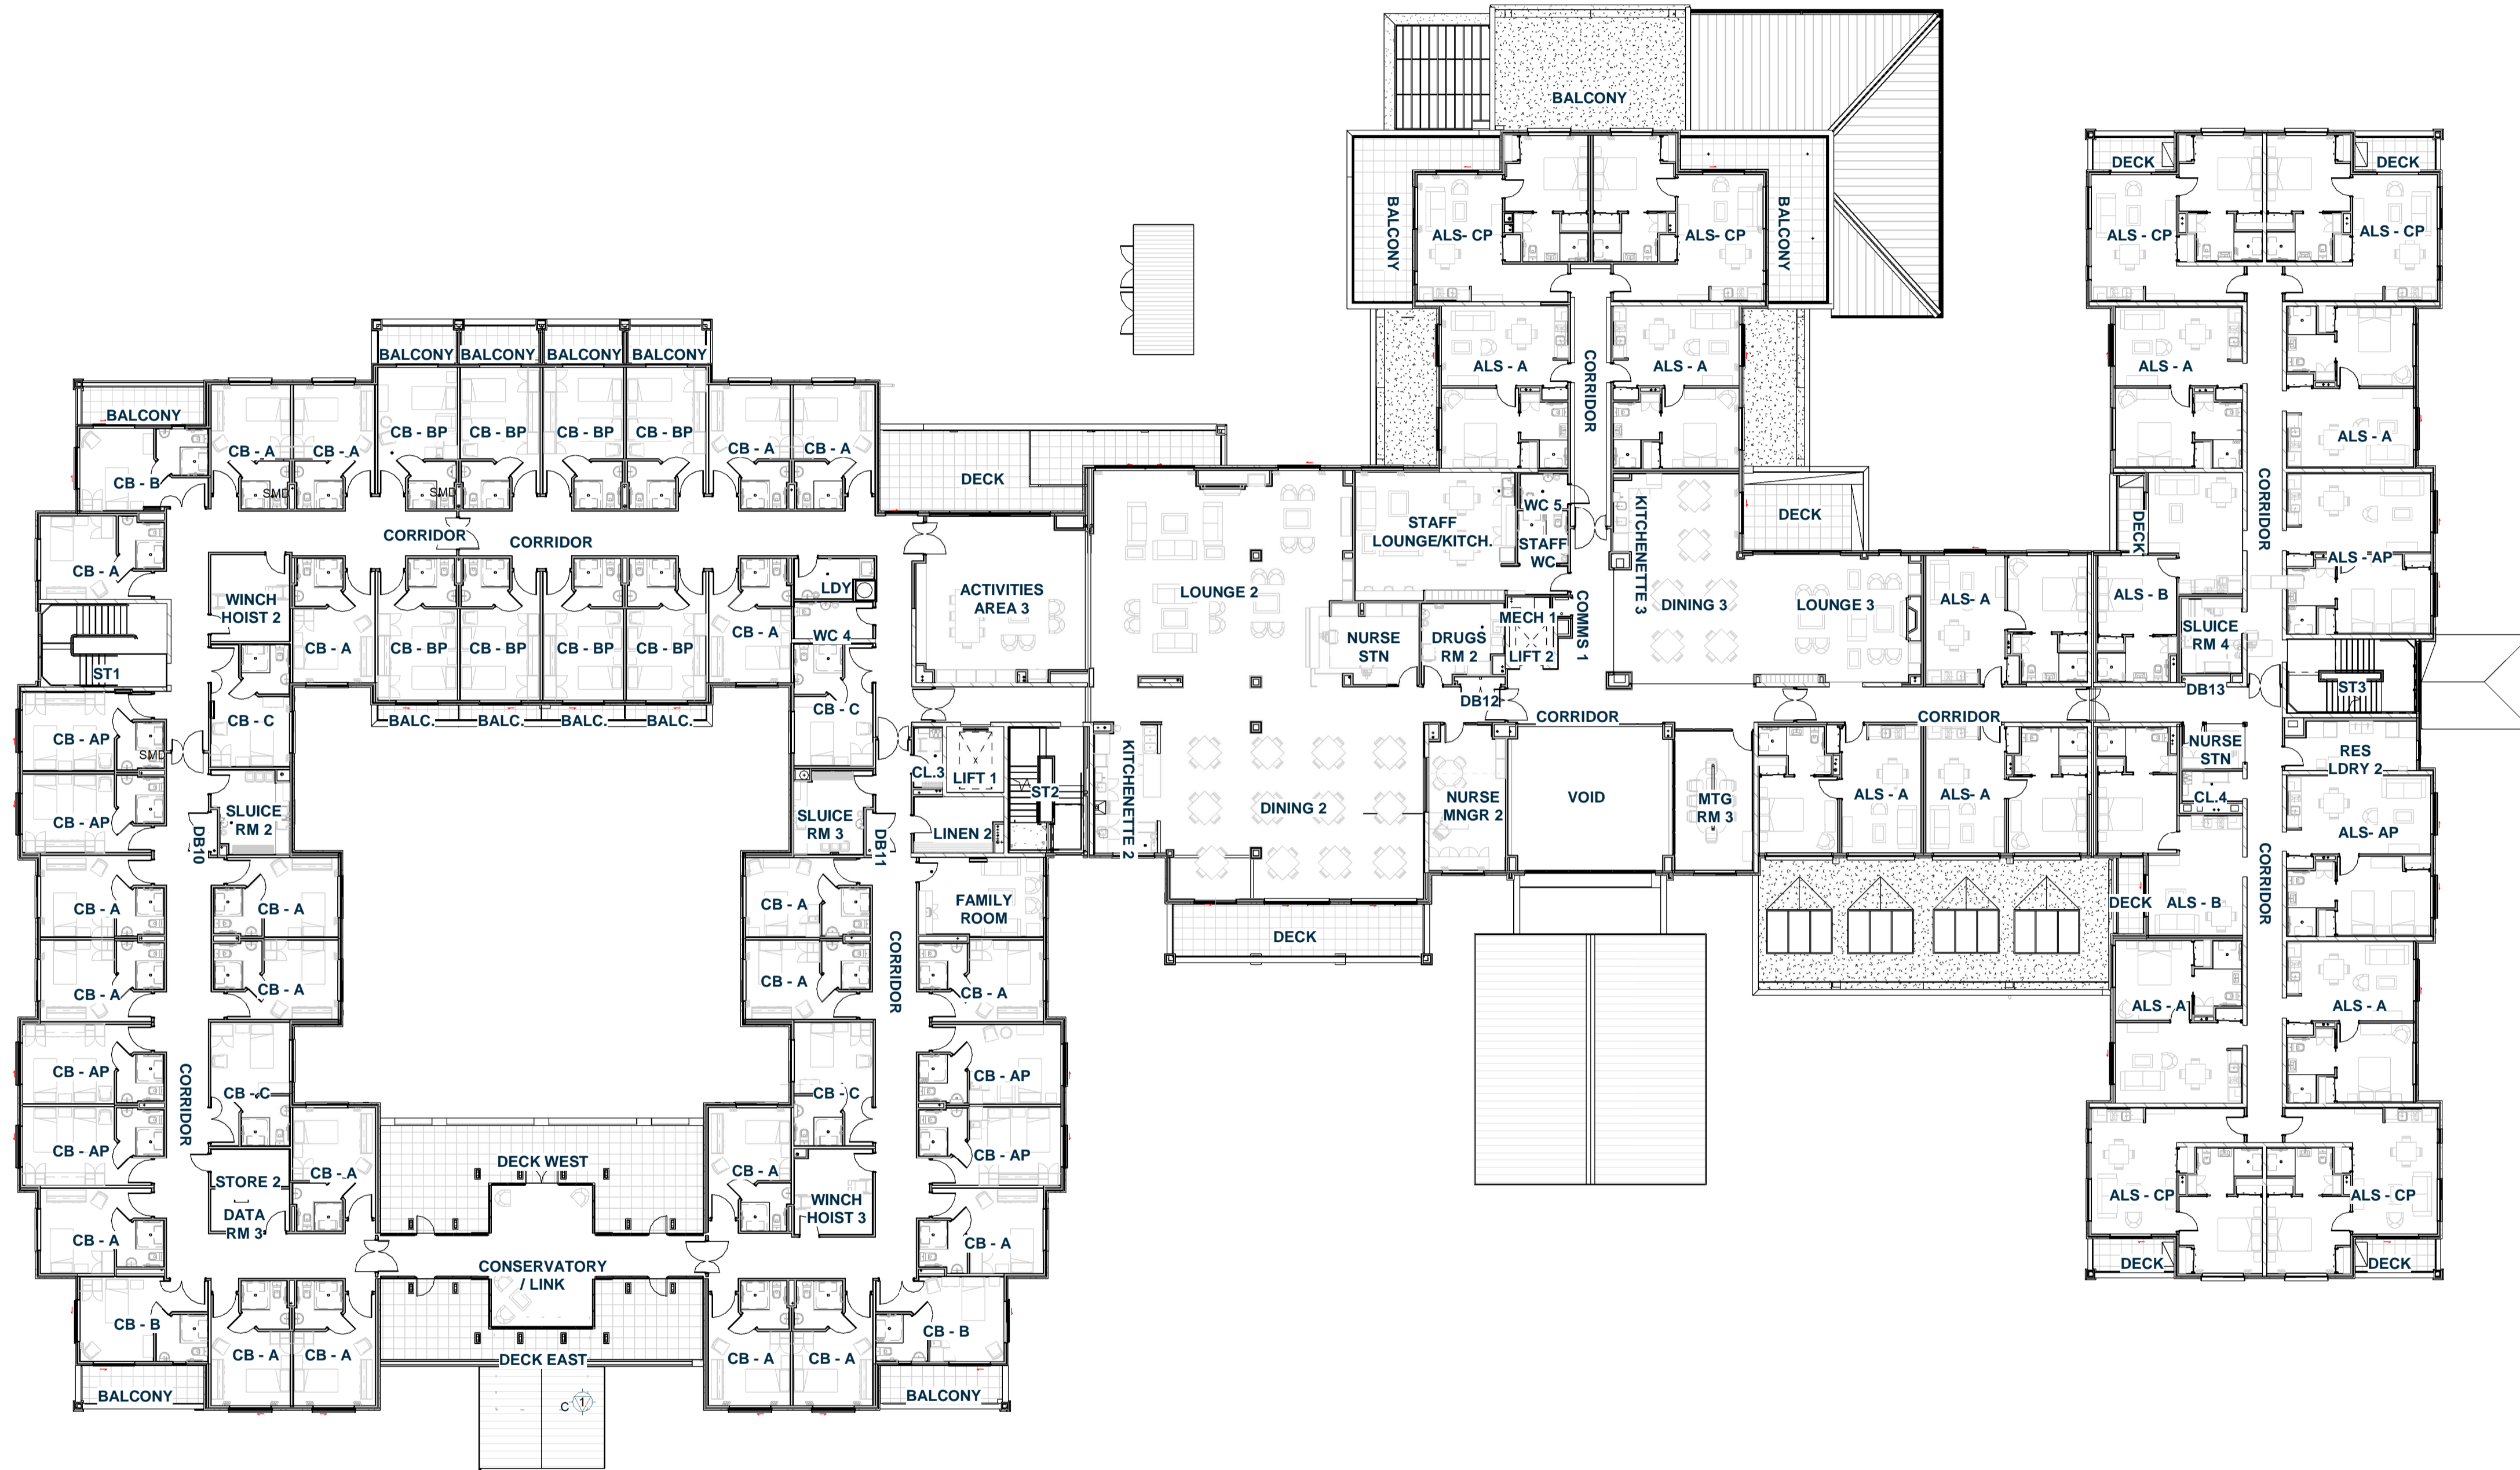 BALCONY
DECK
DECK
BALCONY
BALCONY
ALS- CP
ALS- CP
ALS - CP
ALS - CP
BALCONY
BALCONY
BALCONY
BALCONY
ALS - A
CORRIDOR
ALS - A
ALS - A
BALCONY
CB - A
CB - A
CB - BP
CB - BP
CB - BP
CB - BP
CB - A
CB - A
ALS - A
CB - B
SMD
SMD
DECK
CORRIDOR
CORRIDOR
CORRIDOR
STAFF
LOUNGE/KITCH.
WC 5
STAFF
WC
KITCHENETTE 3
DECK
DECK
CORRIDOR
ALS - AP
CB - A
WINCH
HOIST 2
LDY
ACTIVITIES
AREA 3
LOUNGE 2
COMMS 1
DINING 3
LOUNGE 3
ALS- A
ALS - B
NURSE
STN
DRUGS
RM 2
MECH 1
LIFT 2
SLUICE
RM 4
CB - A
CB - BP
CB - BP
CB - BP
CB - BP
CB - A
WC 4
ST1
ST3
CB - C
BALC.
BALC.
BALC.
BALC.
CB - C
DB12
CORRIDOR
CORRIDOR
DB13
CB - AP
SMD
CL.3
LIFT 1
ST2
KITCHENETTE 2
NURSE
STN
RES
LDRY 2
CB - AP
DB10
SLUICE
RM 2
SLUICE
RM 3
DB11
LINEN 2
DINING 2
NURSE
MNGR 2
VOID
MTG
RM 3
ALS - A
ALS- A
CL.4
ALS- AP
CB - A
CB - A
CB - A
FAMILY
ROOM
CORRIDOR
DECK
DECK
ALS - B
CORRIDOR
CB - A
CB - A
CB - A
CB - A
ALS - A
ALS - A
CB - AP
CORRIDOR
CB - C
CB - C
CB - AP
CB - AP
CB - A
DECK WEST
CB - A
CB - AP
STORE 2
DATA
RM 3
WINCH
HOIST 3
ALS - CP
ALS - CP
CB - A
CB - A
CONSERVATORY
/ LINK
DECK
DECK
CB - B
CB - A
CB - A
DECK EAST
CB - A
CB - A
CB - B
BALCONY
BALCONY
C
1